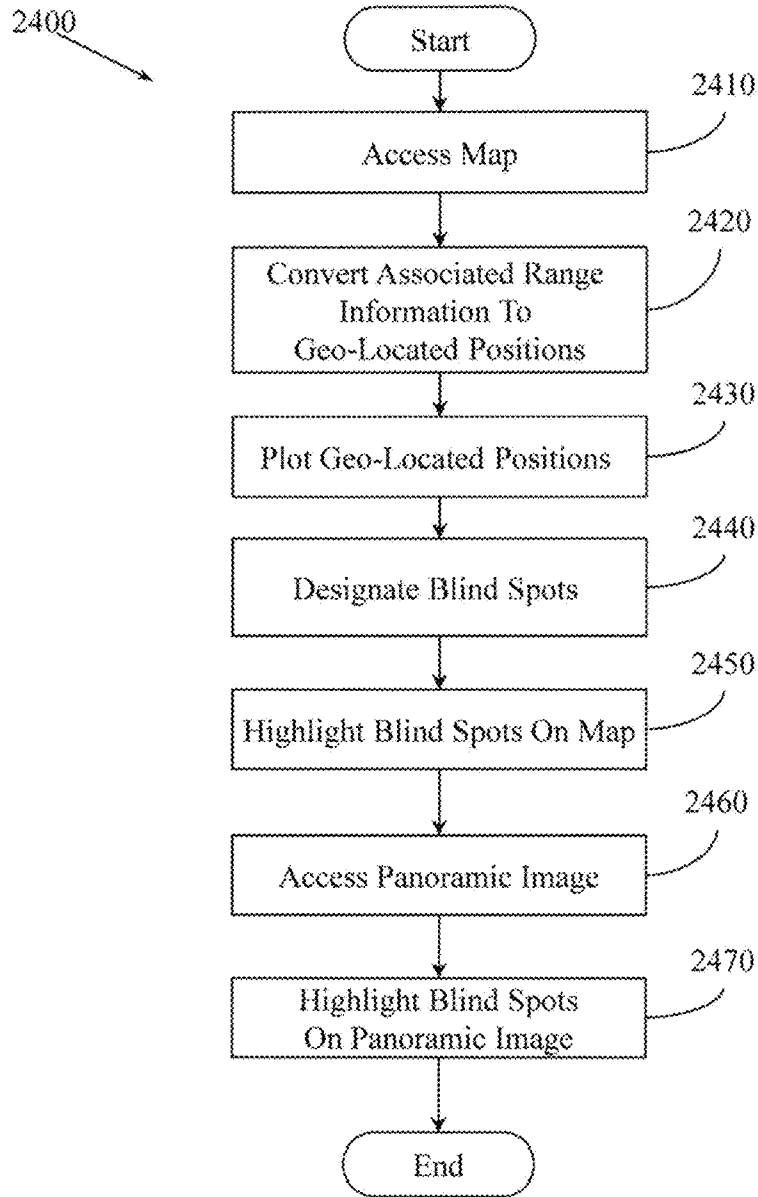 2400
Start
2410
Access Map
2420
Convert Associated Range
Information To
Geo-Located Positions
2430
Plot Geo-Located Positions
2440
Designate Blind Spots
2450
Highlight Blind Spots On Map
2460
Access Panoramic Image
2470
Highlight Blind Spots
On Panoramic Image
End